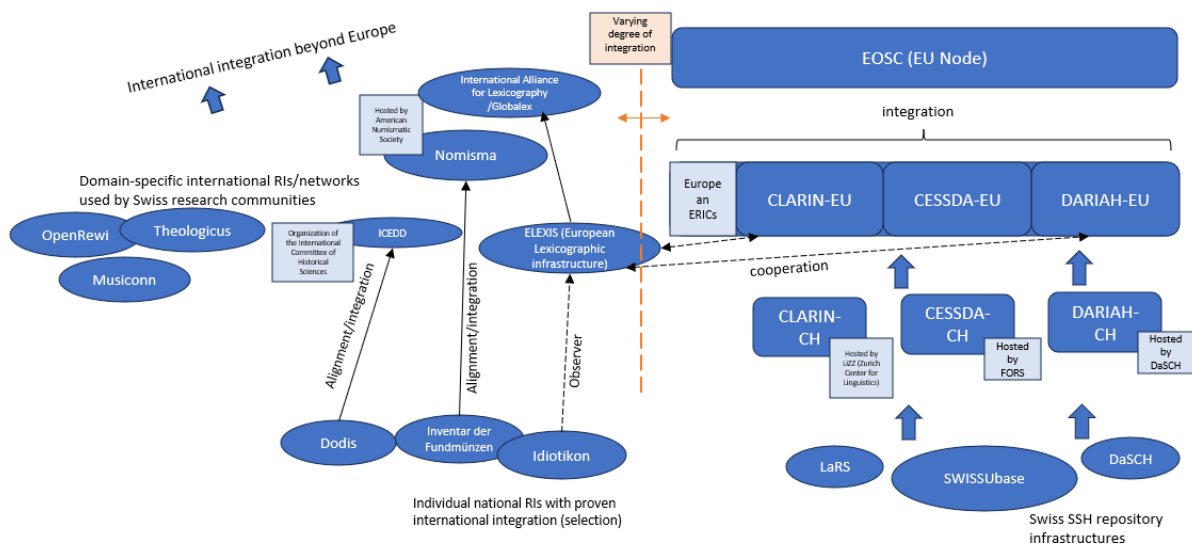 International integration beyond Europe
Varying
degree of
integration
EOSC (EU Node)
International Alliance
for Lexicography
/Globalex
Hosted by
American
Numismatic
Society
Nomisma
integration
Europe
an
ERICs
CLARIN-EU
CESSDA-EU
DARIAH-EU
Domain-specific international RIs/networks
used by Swiss research communities
OpenRewi
Theologicus
Musiconn
Organization of
the International
Committee of
Historical
Sciences
ICEDD
ELEXIS (European
Lexicographic
infrastructure)
cooperation
Alignment/integration
Alignment/integration
Observer
CLARIN-
CH
Hosted by
LiZZ (Zurich
Center for
Linguistics)
CESSDA-
CH
Hosted
by
FORS
DARIAH-
CH
Hosted
by
DaSCH
Dodis
Inventar der
Fundmünzen
Idiotikon
LaRS
SWISSUbase
DaSCH
Individual national RIs with proven
international integration (selection)
Swiss SSH repository
infrastructures